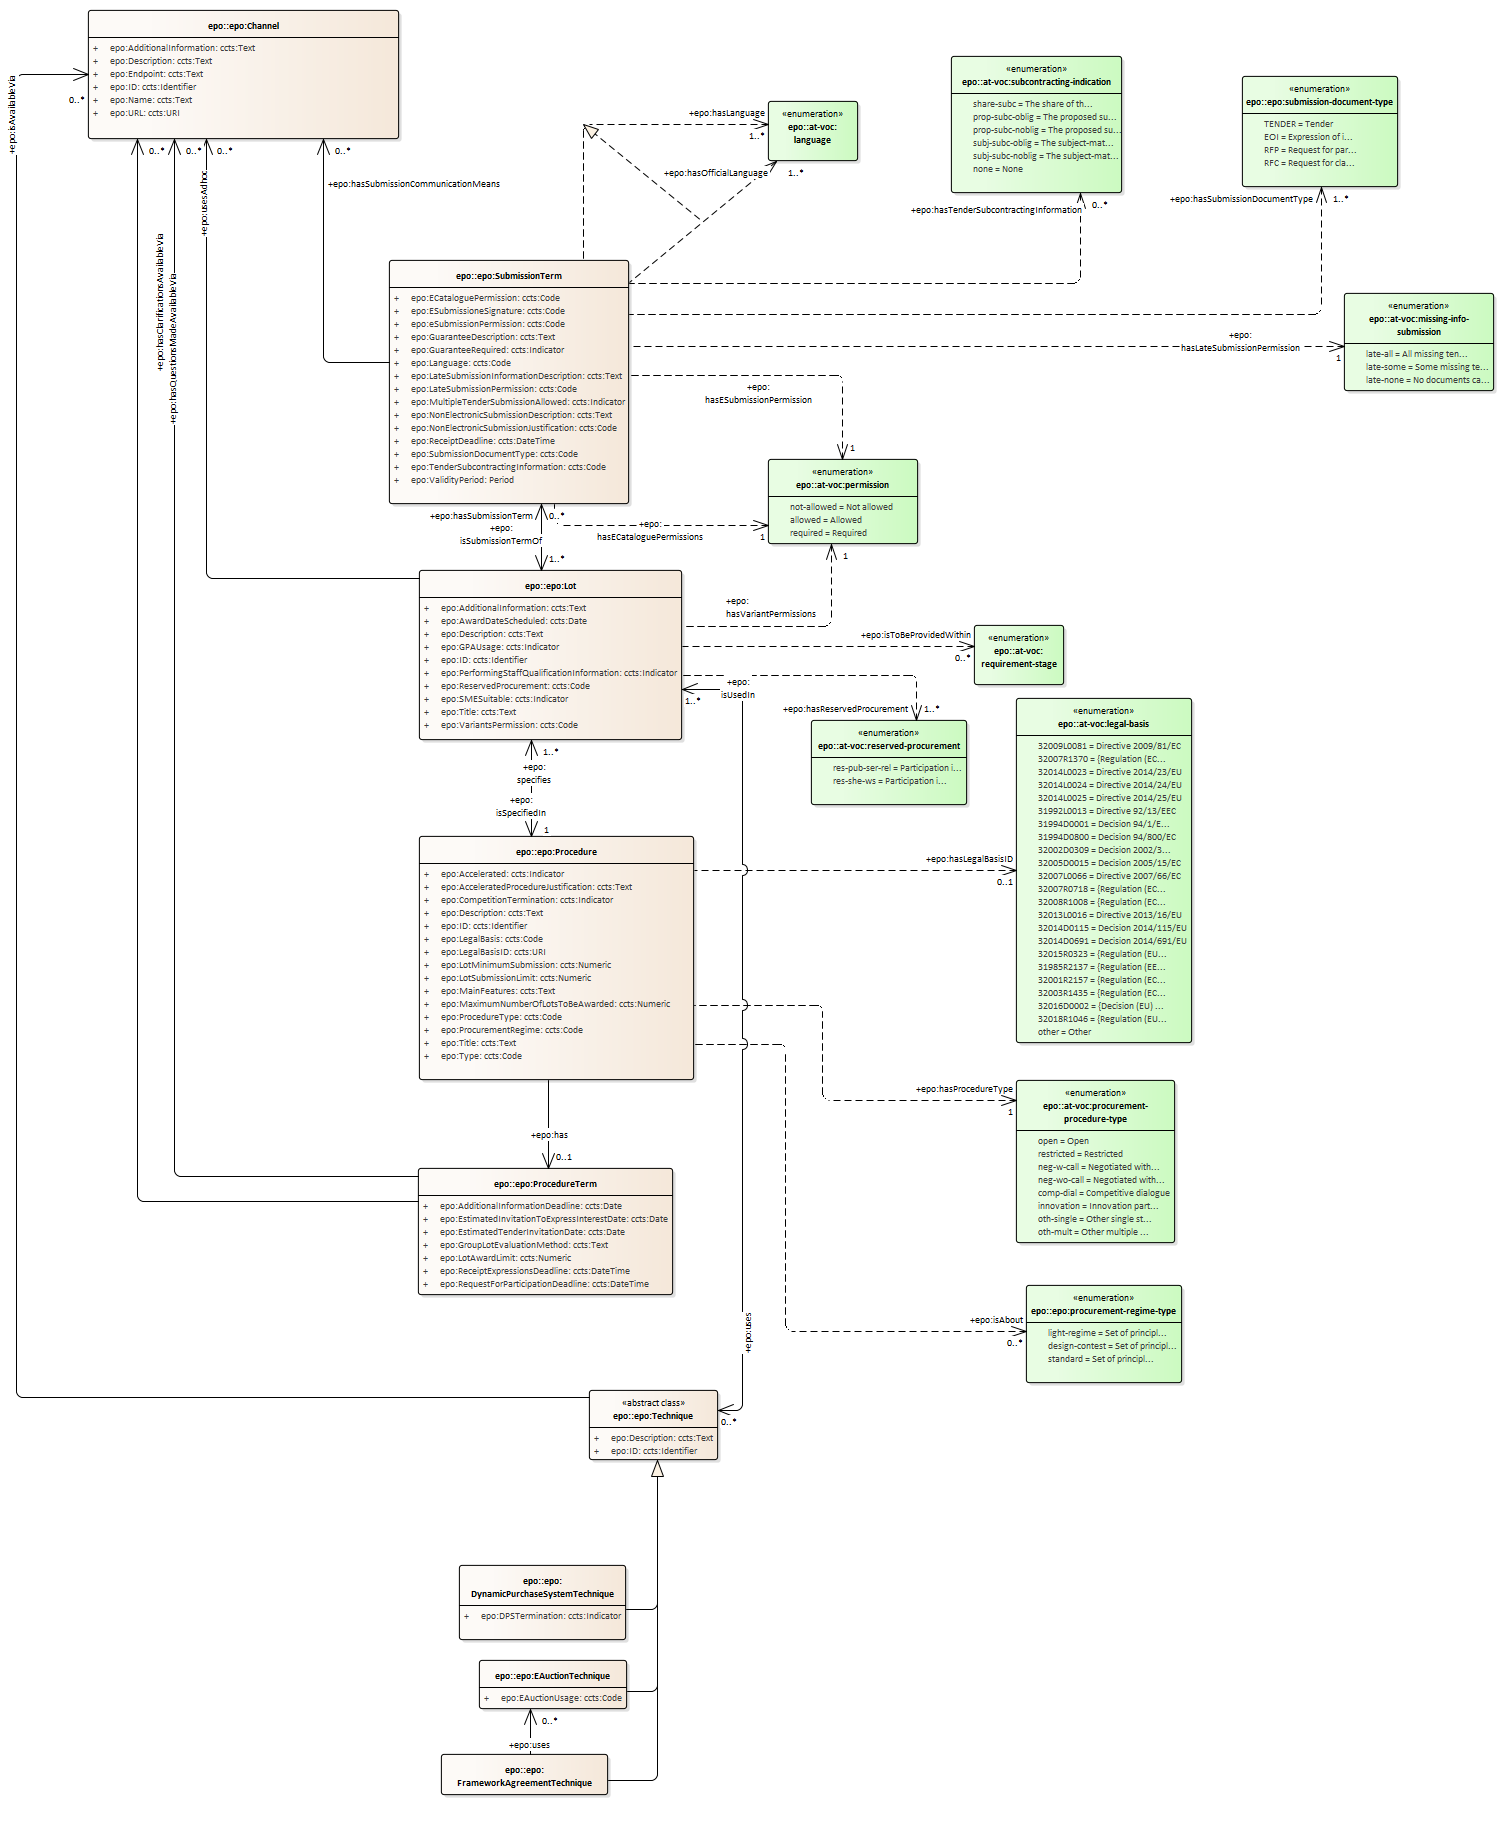 epo::epo:Channel
+ epo:AdditionalInformation: ccts:Text
+ epo:Description: ccts:Text
+ epo:Endpoint: ccts:Text
+ epo:ID: ccts:Identifier
+ epo:Name: ccts:Text
+ epo:URL: ccts:URI
+epo:isAvailableVia
0..*
0..*
0..*
0..*
0..*
+epo:usesAdhoc
+epo:hasClarificationsAvailableVia
+epo:hasQuestionsMadeAvailableVia
+epo:hasSubmissionCommunicationMeans
+epo:hasLanguage
1..*
+epo:hasOfficialLanguage
1..*
«enumeration»
epo::at-voc:
language
«enumeration»
epo::at-voc:subcontracting-indication
share-subc = The share of th...
prop-subc-oblig = The proposed su...
prop-subc-noblig = The proposed su...
subj-subc-oblig = The subject-mat...
subj-subc-noblig = The subject-mat...
none = None
+epo:hasTenderSubcontractingInformation
0..*
«enumeration»
epo::epo:submission-document-type
TENDER = Tender
EOI = Expression of i...
RFP = Request for par...
RFC = Request for cla...
+epo:hasSubmissionDocumentType
1..*
epo::epo:SubmissionTerm
+ epo:ECataloguePermission: ccts:Code
+ epo:ESubmissioneSignature: ccts:Code
+ epo:eSubmissionPermission: ccts:Code
+ epo:GuaranteeDescription: ccts:Text
+ epo:GuaranteeRequired: ccts:Indicator
+ epo:Language: ccts:Code
+ epo:LateSubmissionInformationDescription: ccts:Text
+ epo:LateSubmissionPermission: ccts:Code
+ epo:MultipleTenderSubmissionAllowed: ccts:Indicator
+ epo:NonElectronicSubmissionDescription: ccts:Text
+ epo:NonElectronicSubmissionJustification: ccts:Code
+ epo:ReceiptDeadline: ccts:DateTime
+ epo:SubmissionDocumentType: ccts:Code
+ epo:TenderSubcontractingInformation: ccts:Code
+ epo:ValidityPeriod: Period
«enumeration»
epo::at-voc:missing-info-
submission
late-all = All missing ten...
late-some = Some missing te...
late-none = No documents ca...
+epo:
hasLateSubmissionPermission
1
+epo:
hasESubmissionPermission
1
«enumeration»
epo::at-voc:permission
not-allowed = Not allowed
allowed = Allowed
required = Required
+epo:hasSubmissionTerm
0..*
+epo:
isSubmissionTermOf
1..*
+epo:
hasECataloguePermissions
1
1
+epo:
hasVariantPermissions
epo::epo:Lot
+ epo:AdditionalInformation: ccts:Text
+ epo:AwardDateScheduled: ccts:Date
+ epo:Description: ccts:Text
+ epo:GPAUsage: ccts:Indicator
+ epo:ID: ccts:Identifier
+ epo:PerformingStaffQualificationInformation: ccts:Indicator
+ epo:ReservedProcurement: ccts:Code
+ epo:SMESuitable: ccts:Indicator
+ epo:Title: ccts:Text
+ epo:VariantsPermission: ccts:Code
+epo:isToBeProvidedWithin
0..*
«enumeration»
epo::at-voc:
requirement-stage
+epo:
isUsedIn
1..*
+epo:hasReservedProcurement
1..*
«enumeration»
epo::at-voc:reserved-procurement
res-pub-ser-rel = Participation i...
res-she-ws = Participation i...
«enumeration»
epo::at-voc:legal-basis
32009L0081 = Directive 2009/81/EC
32007R1370 = {Regulation (EC...
32014L0023 = Directive 2014/23/EU
32014L0024 = Directive 2014/24/EU
32014L0025 = Directive 2014/25/EU
31992L0013 = Directive 92/13/EEC
31994D0001 = Decision 94/1/E...
31994D0800 = Decision 94/800/EC
32002D0309 = Decision 2002/3...
32005D0015 = Decision 2005/15/EC
32007L0066 = Directive 2007/66/EC
32007R0718 = {Regulation (EC...
32008R1008 = {Regulation (EC...
32013L0016 = Directive 2013/16/EU
32014D0115 = Decision 2014/115/EU
32014D0691 = Decision 2014/691/EU
32015R0323 = {Regulation (EU...
31985R2137 = {Regulation (EE...
32001R2157 = {Regulation (EC...
32003R1435 = {Regulation (EC...
32016D0002 = {Decision (EU) ...
32018R1046 = {Regulation (EU...
other = Other
1..*
+epo:
specifies
+epo:
isSpecifiedIn
1
epo::epo:Procedure
+ epo:Accelerated: ccts:Indicator
+ epo:AcceleratedProcedureJustification: ccts:Text
+ epo:CompetitionTermination: ccts:Indicator
+ epo:Description: ccts:Text
+ epo:ID: ccts:Identifier
+ epo:LegalBasis: ccts:Code
+ epo:LegalBasisID: ccts:URI
+ epo:LotMinimumSubmission: ccts:Numeric
+ epo:LotSubmissionLimit: ccts:Numeric
+ epo:MainFeatures: ccts:Text
+ epo:MaximumNumberOfLotsToBeAwarded: ccts:Numeric
+ epo:ProcedureType: ccts:Code
+ epo:ProcurementRegime: ccts:Code
+ epo:Title: ccts:Text
+ epo:Type: ccts:Code
+epo:hasLegalBasisID
0..1
+epo:hasProcedureType
1
«enumeration»
epo::at-voc:procurement-
procedure-type
open = Open
restricted = Restricted
neg-w-call = Negotiated with...
neg-wo-call = Negotiated with...
comp-dial = Competitive dialogue
innovation = Innovation part...
oth-single = Other single st...
oth-mult = Other multiple ...
+epo:has
0..1
epo::epo:ProcedureTerm
+ epo:AdditionalInformationDeadline: ccts:Date
+ epo:EstimatedInvitationToExpressInterestDate: ccts:Date
+ epo:EstimatedTenderInvitationDate: ccts:Date
+ epo:GroupLotEvaluationMethod: ccts:Text
+ epo:LotAwardLimit: ccts:Numeric
+ epo:ReceiptExpressionsDeadline: ccts:DateTime
+ epo:RequestForParticipationDeadline: ccts:DateTime
+epo:isAbout
0..*
«enumeration»
epo::epo:procurement-regime-type
light-regime = Set of principl...
design-contest = Set of principl...
standard = Set of principl...
+epo:uses
0..*
«abstract class»
epo::epo:Technique
+ epo:Description: ccts:Text
+ epo:ID: ccts:Identifier
epo::epo:
DynamicPurchaseSystemTechnique
+ epo:DPSTermination: ccts:Indicator
epo::epo:EAuctionTechnique
+ epo:EAuctionUsage: ccts:Code
0..*
+epo:uses
epo::epo:
FrameworkAgreementTechnique